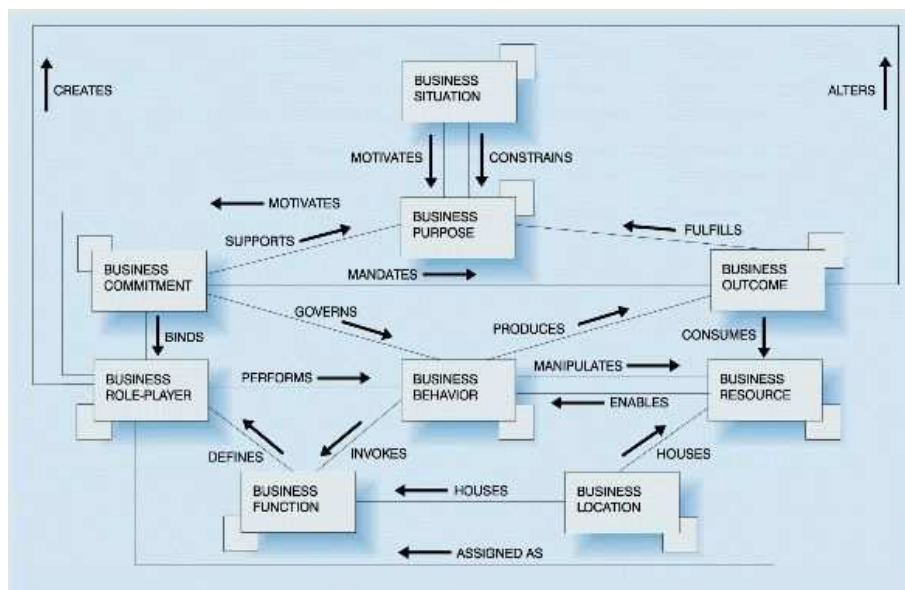 BUSINESS
SITUATION
CREATES
ALTERS
MOTIVATES
CONSTRAINS
MOTIVATES
BUSINESS
PURPOSE
SUPPORTS
FULFILLS
BUSINESS
COMMITMENT
MANDATES
BUSINESS
OUTCOME
GOVERNS
PRODUCES
BINDS
CONSUMES
BUSINESS
ROLE-PLAYER
PERFORMS
BUSINESS
BEHAVIOR
MANIPULATES
ENABLES
BUSINESS
RESOURCE
DEFINES
INVOKES
HOUSES
BUSINESS
FUNCTION
HOUSES
BUSINESS
LOCATION
ASSIGNED AS